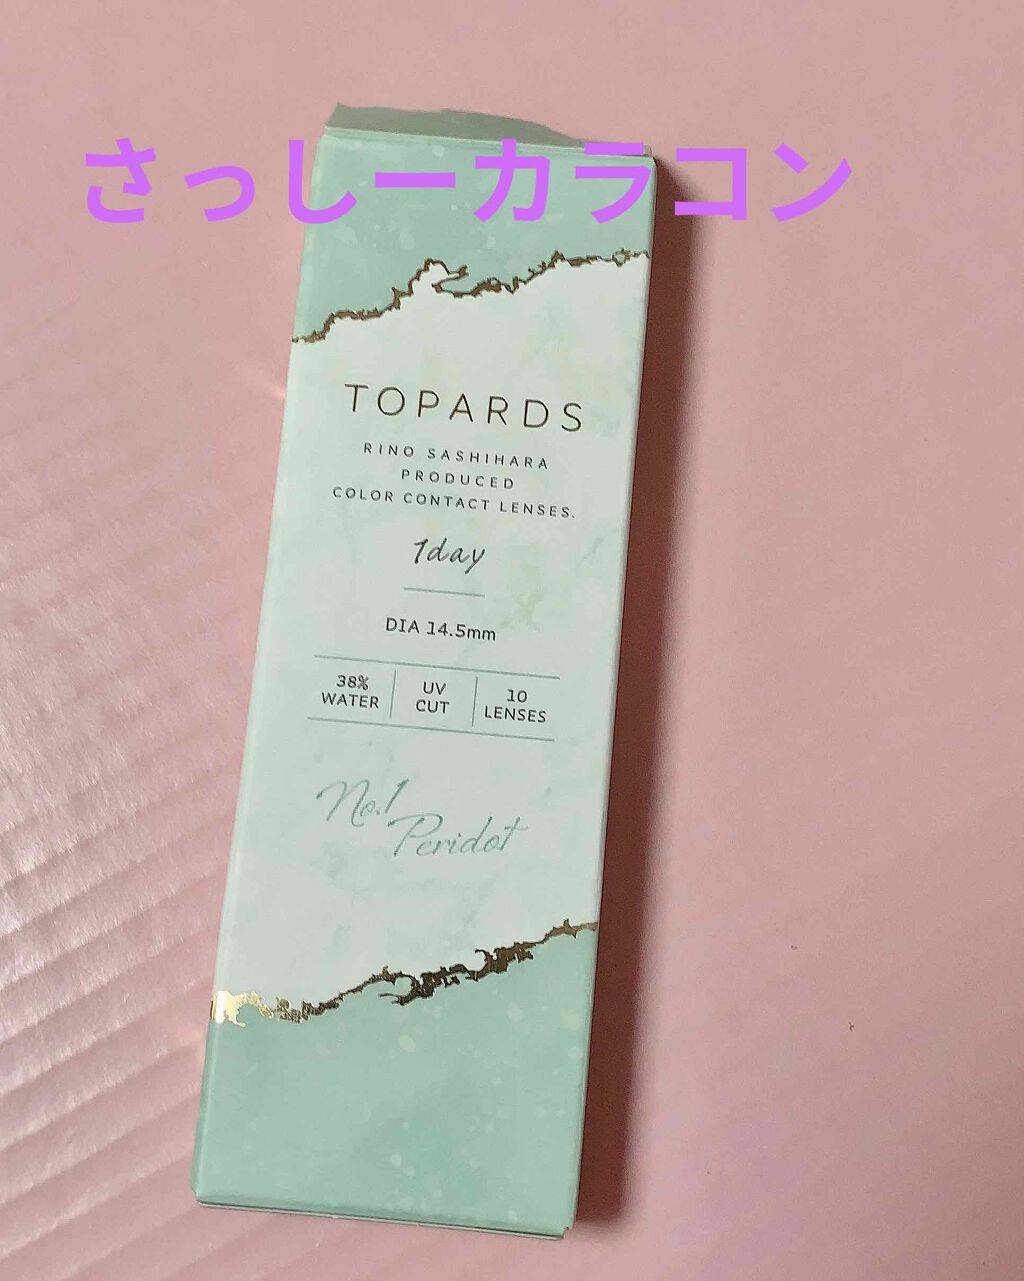 さっしーカラコン
TOPARDS
RINO SASHIHARA
PRODUCED
COLOR CONTACT LENSES.
1day
DIA 14.5mm
38%
WATER
UV
CUT
10
LENSES
No.1
Peridot